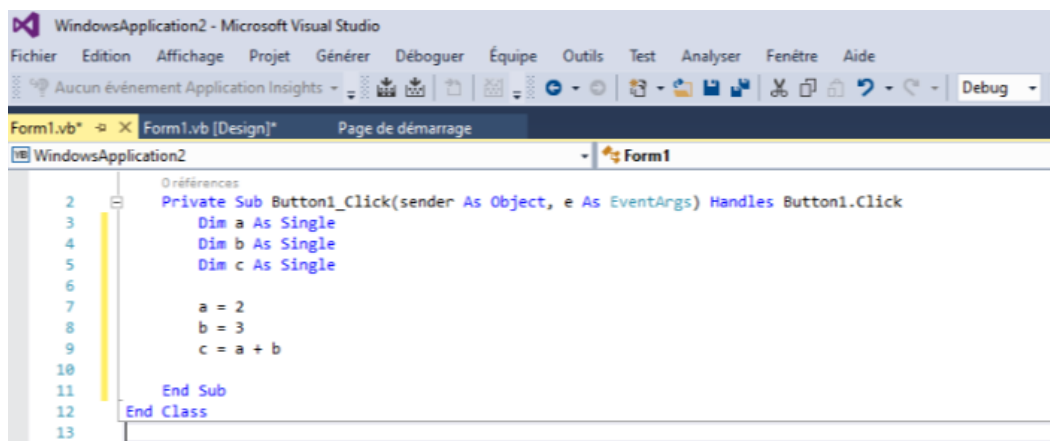 WindowsApplication2 - Microsoft Visual Studio
Fichier Edition Affichage Projet Générer Déboguer Équipe Outils Test Analyser Fenêtre Aide
Aucun événement Application Insights Debug
Form1.vb* Form1.vb [Design]* Page de démarrage
VB WindowsApplication2 Form1
0 références
2 Private Sub Button1_Click(sender As Object, e As EventArgs) Handles Button1.Click
3 Dim a As Single
4 Dim b As Single
5 Dim c As Single
6
7 a = 2
8 b = 3
9 c = a + b
10
11 End Sub
12 End Class
13